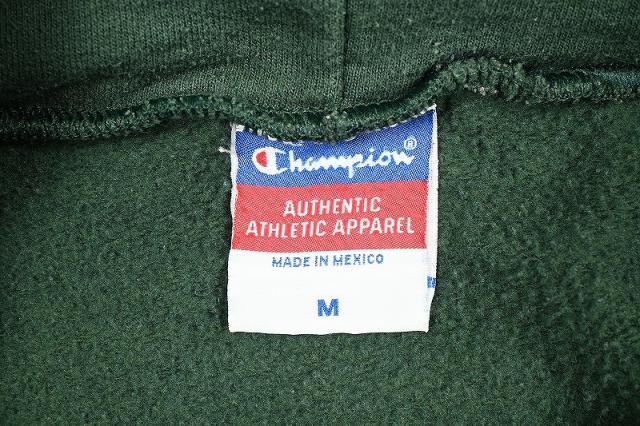 Champion®
AUTHENTIC
ATHLETIC APPAREL
MADE IN MEXICO
M